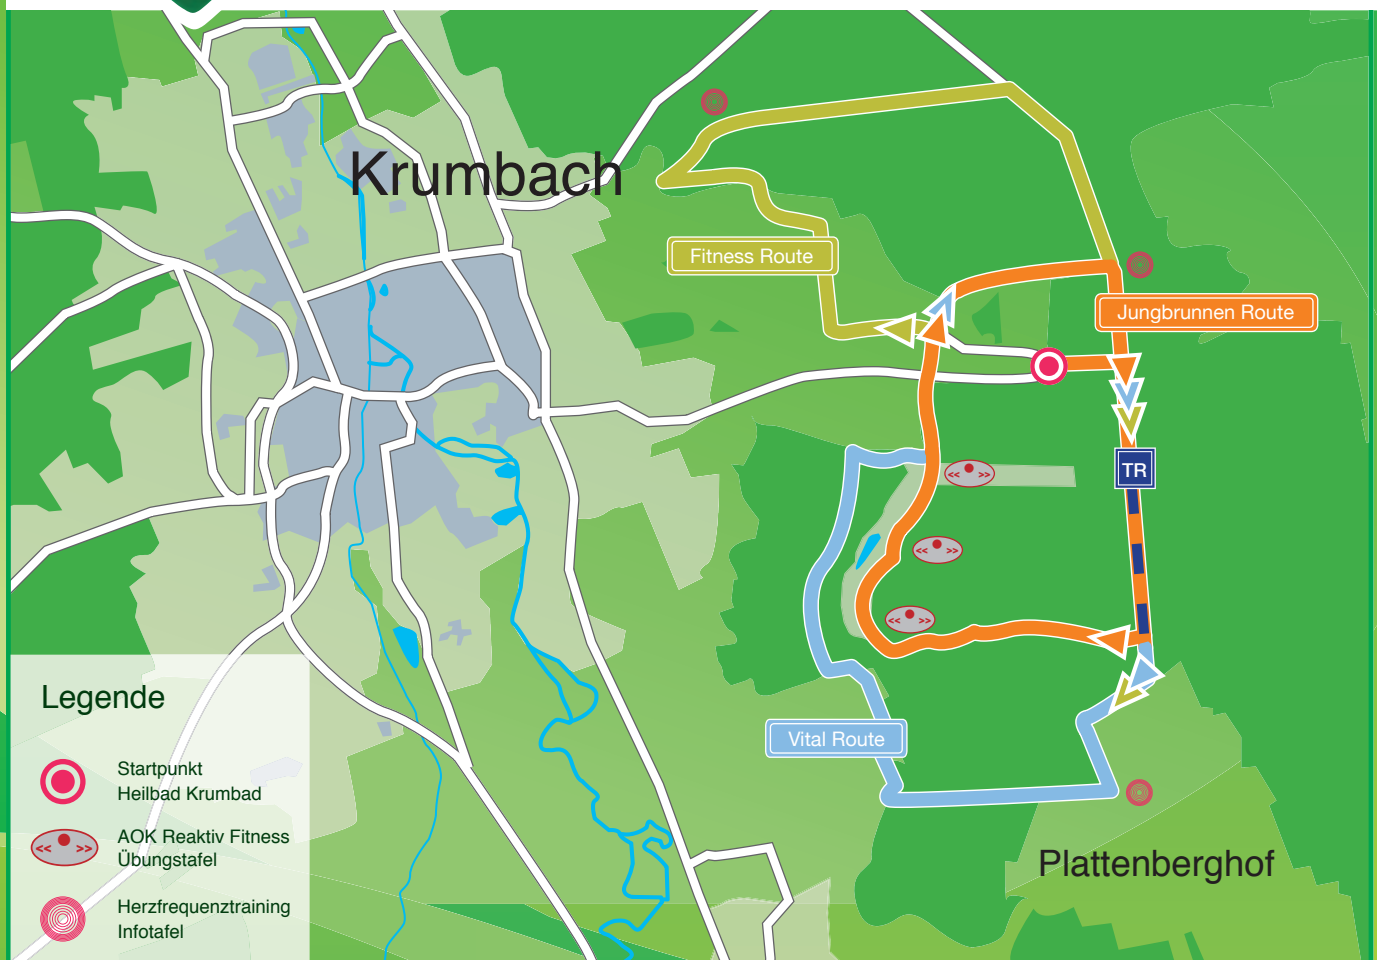 Krumbach
Fitness Route
Jungbrunnen Route
TR
<< >>
<< >>
<< >>
Vital Route
Plattenberghof
Legende
Startpunkt
Heilbad Krumbad
<< >>
AOK Reaktiv Fitness
Übungstafel
Herzfrequenztraining
Infotafel